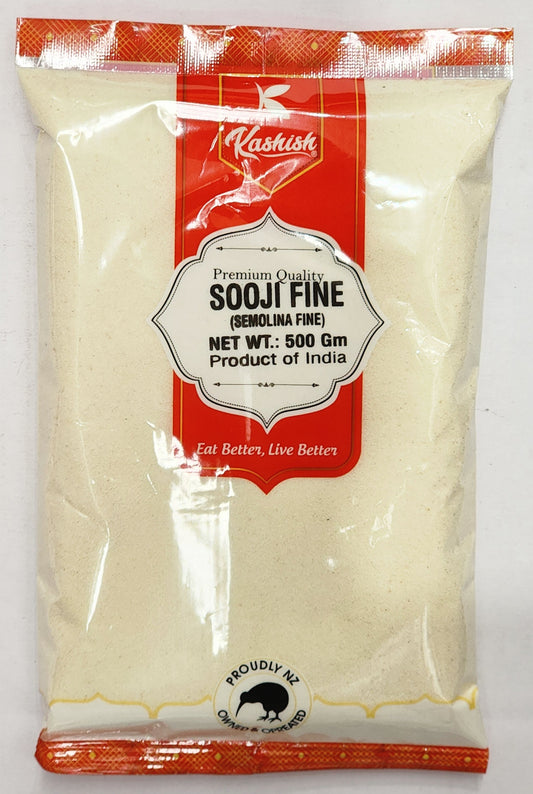 Kashish®
Premium Quality
SOOJI FINE
(SEMOLINA FINE)
NET WT.: 500 Gm
Product of India
Eat Better, Live Better
PROUDLY NZ
OWNED & OPREATED